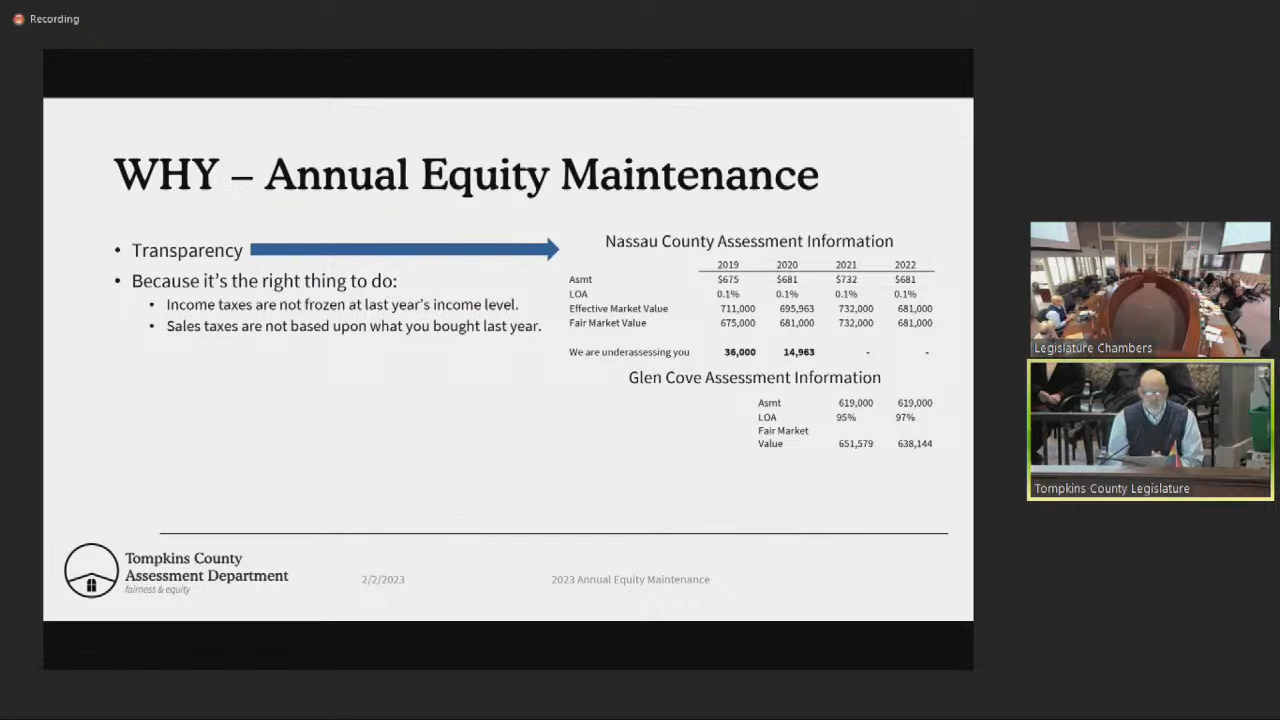 Recording
WHY – Annual Equity Maintenance
• Transparency
• Because it’s the right thing to do:
• Income taxes are not frozen at last year’s income level.
• Sales taxes are not based upon what you bought last year.
Nassau County Assessment Information
2019 2020 2021 2022
Asmt $675 $681 $732 $681
LOA 0.1% 0.1% 0.1% 0.1%
Effective Market Value 711,000 695,963 732,000 681,000
Fair Market Value 675,000 681,000 732,000 681,000
We are underassessing you 36,000 14,963 - -
Glen Cove Assessment Information
Asmt 619,000 619,000
LOA 95% 97%
Fair Market
Value 651,579 638,144
Tompkins County
Assessment Department
fairness & equity
2/2/2023
2023 Annual Equity Maintenance
Legislature Chambers
Tompkins County Legislature